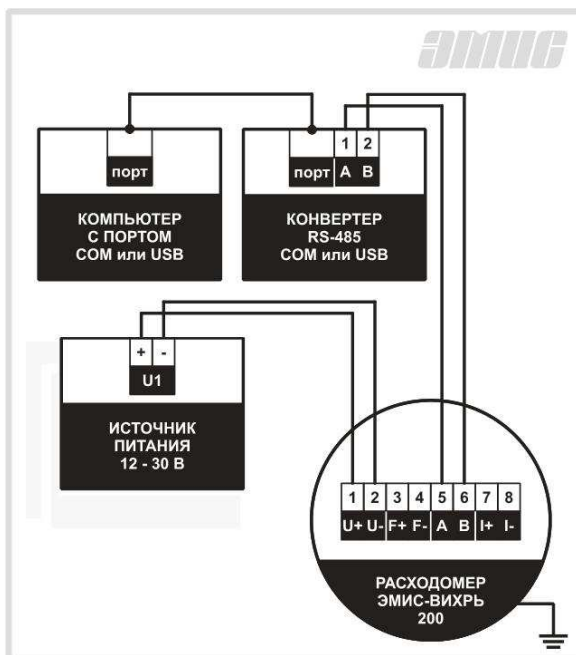 ЭМИС
1 2
порт
порт A B
КОМПЬЮТЕР
С ПОРТОМ
COM или USB
КОНВЕРТЕР
RS-485
COM или USB
+ -
U1
ИСТОЧНИК
ПИТАНИЯ
12 - 30 В
1 2 3 4 5 6 7 8
U+ U- F+ F- A B I+ I-
РАСХОДОМЕР
ЭМИС-ВИХРЬ
200